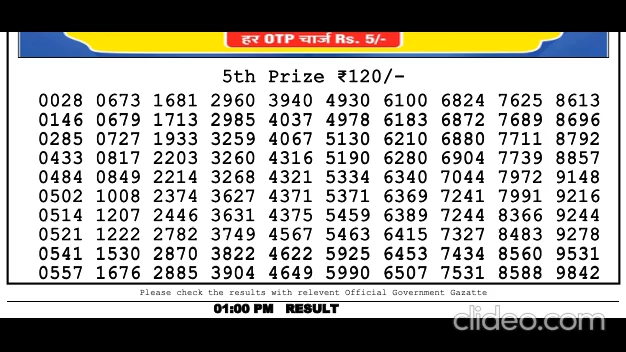 हर OTP चार्ज Rs. 5/-
5th Prize ₹120/-
0028 0673 1681 2960 3940 4930 6100 6824 7625 8613
0146 0679 1713 2985 4037 4978 6183 6872 7689 8696
0285 0727 1933 3259 4067 5130 6210 6880 7711 8792
0433 0817 2203 3260 4316 5190 6280 6904 7739 8857
0484 0849 2214 3268 4321 5334 6340 7044 7972 9148
0502 1008 2374 3627 4371 5371 6369 7241 7991 9216
0514 1207 2446 3631 4375 5459 6389 7244 8366 9244
0521 1222 2782 3749 4567 5463 6415 7327 8483 9278
0541 1530 2870 3822 4622 5925 6453 7434 8560 9531
0557 1676 2885 3904 4649 5990 6507 7531 8588 9842
Please check the results with relevent Official Government Gazatte
01:00 PM RESULT
clideo.com